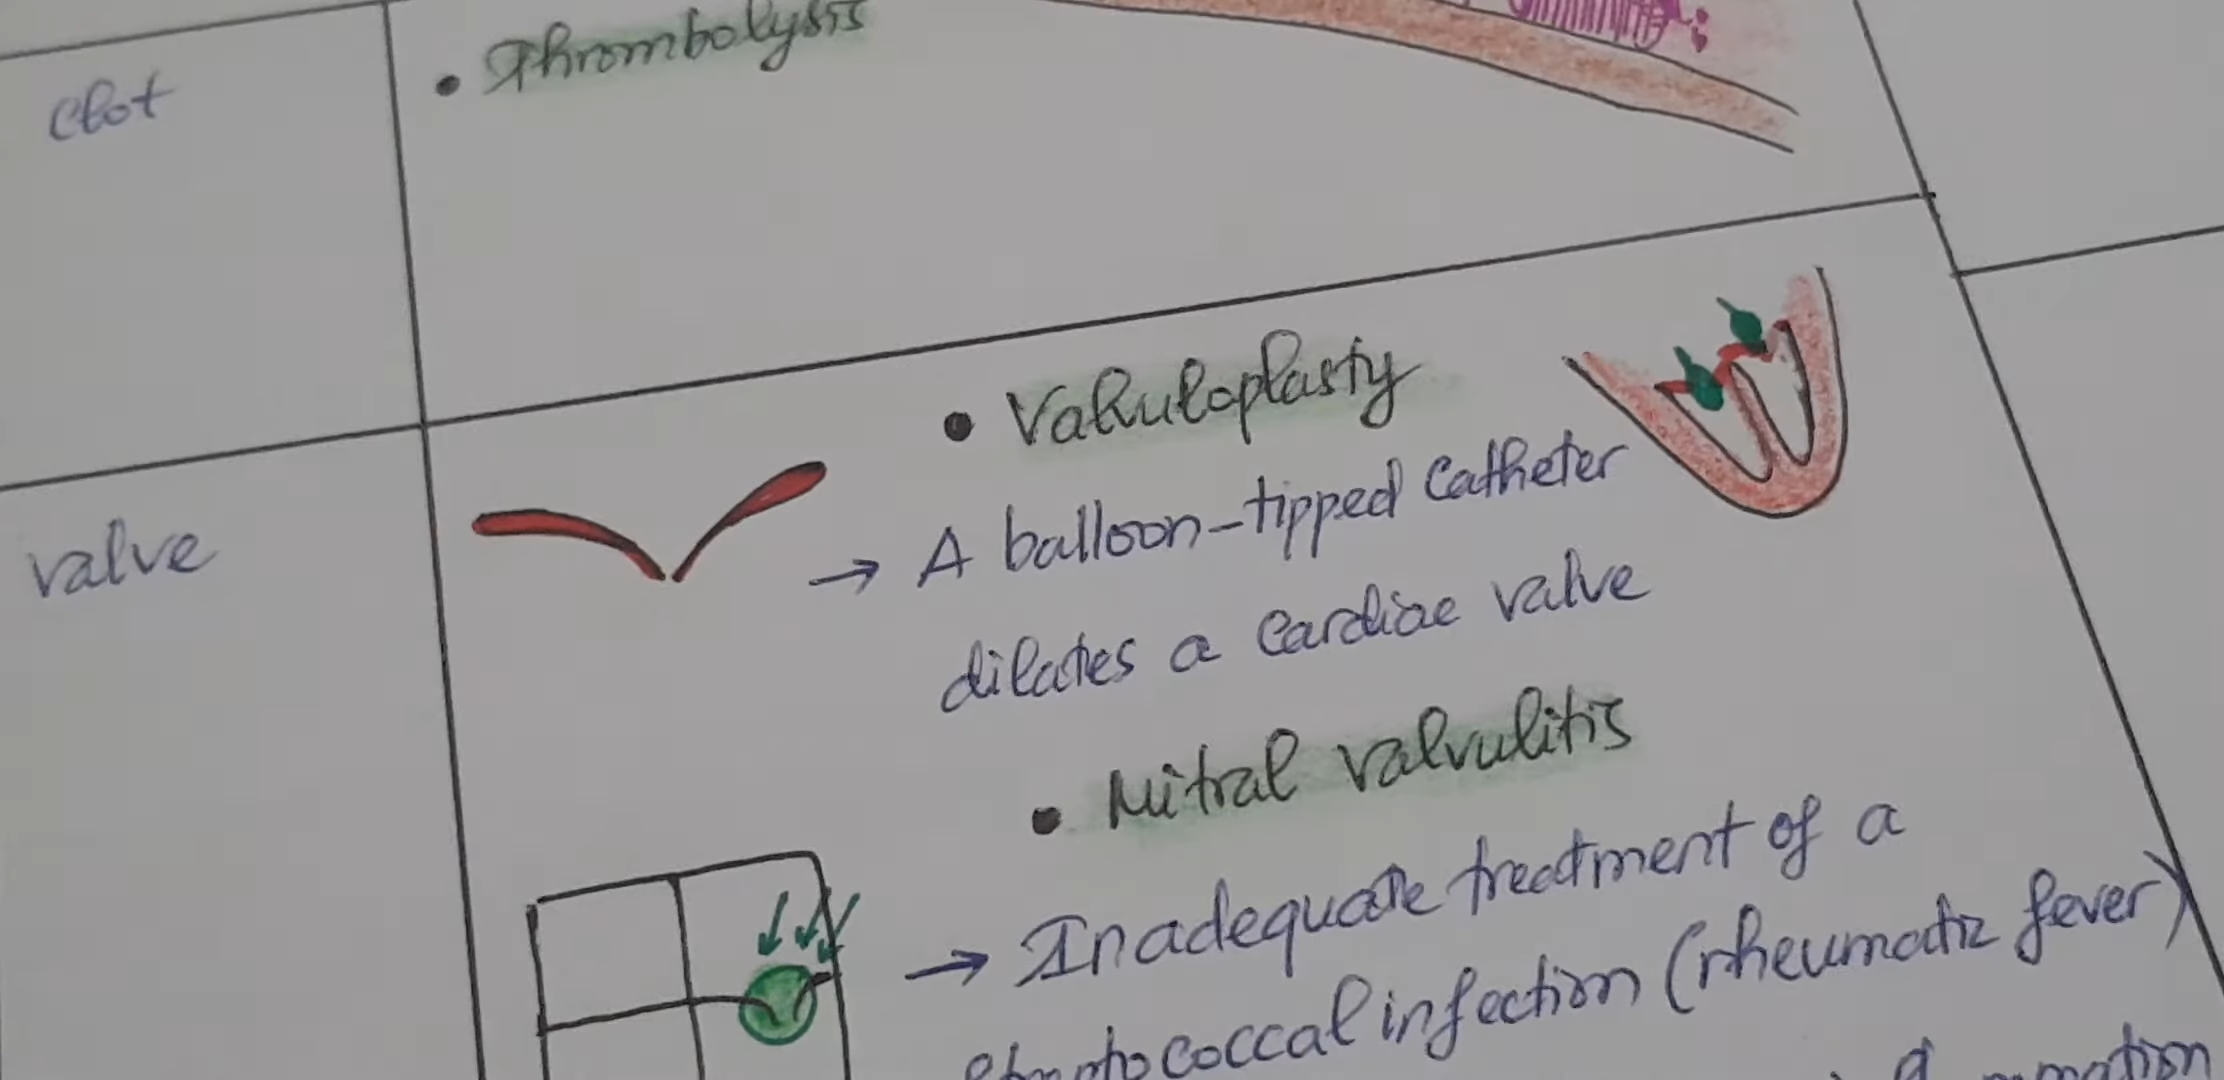 clot
• Thrombolysis
valve
• Valvuloplasty
→ A balloon-tipped catheter
dilates a cardiac valve
• Mitral valvulitis
→ Inadequate treatment of a
streptococcal infection (rheumatic fever)